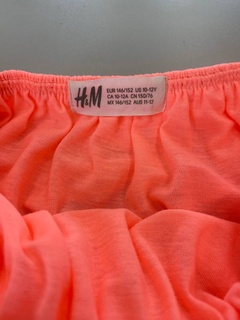 H&M
EUR 146/152 US 10-12Y
CA 10-12A CN 150/76
MX 146/152 AUS 11-12